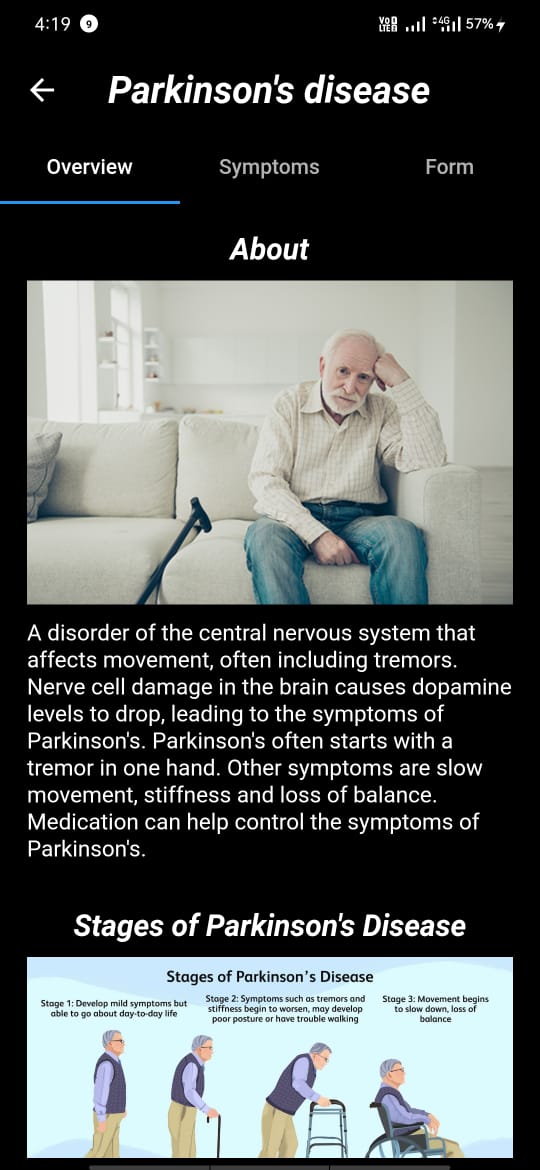 4:19 9 VoD LTE2 4G 57%
Parkinson's disease
Overview Symptoms Form
About
A disorder of the central nervous system that
affects movement, often including tremors.
Nerve cell damage in the brain causes dopamine
levels to drop, leading to the symptoms of
Parkinson's. Parkinson's often starts with a
tremor in one hand. Other symptoms are slow
movement, stiffness and loss of balance.
Medication can help control the symptoms of
Parkinson's.
Stages of Parkinson's Disease
Stages of Parkinson's Disease
Stage 1: Develop mild symptoms but
able to go about day-to-day life
Stage 2: Symptoms such as tremors and
stiffness begin to worsen, may develop
poor posture or have trouble walking
Stage 3: Movement begins
to slow down, loss of
balance